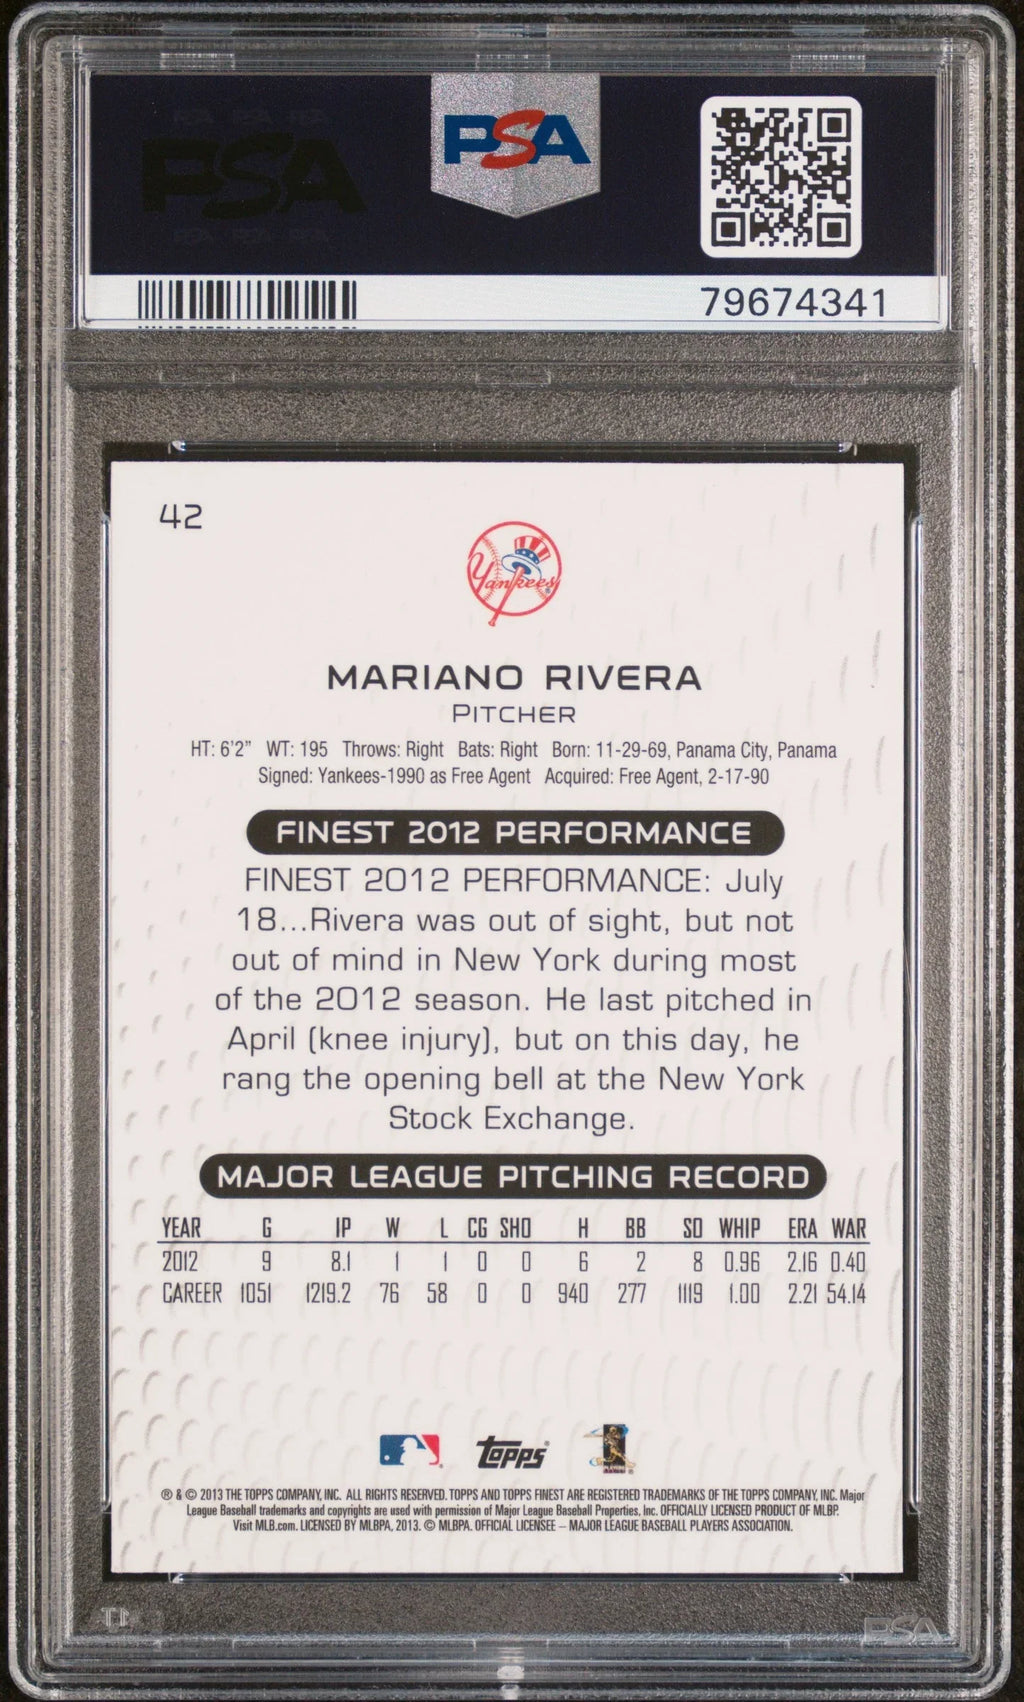 PSA PSA PSA
PSA
PSA PSA PSA
PSA
79674341
42
Yankees
MARIANO RIVERA
PITCHER
HT: 6'2" WT: 195 Throws: Right Bats: Right Born: 11-29-69, Panama City, Panama
Signed: Yankees-1990 as Free Agent Acquired: Free Agent, 2-17-90
FINEST 2012 PERFORMANCE
FINEST 2012 PERFORMANCE: July
18...Rivera was out of sight, but not
out of mind in New York during most
of the 2012 season. He last pitched in
April (knee injury), but on this day, he
rang the opening bell at the New York
Stock Exchange.
MAJOR LEAGUE PITCHING RECORD
YEAR G IP W L CG SHO H BB SO WHIP ERA WAR
2012 9 8.1 1 1 0 0 6 2 8 0.96 2.16 0.40
CAREER 1051 1219.2 76 58 0 0 940 277 1119 1.00 2.21 54.14
topps
® & © 2013 THE TOPPS COMPANY, INC. ALL RIGHTS RESERVED. TOPPS AND TOPPS FINEST ARE REGISTERED TRADEMARKS OF THE TOPPS COMPANY, INC. Major
League Baseball trademarks and copyrights are used with permission of Major League Baseball Properties, Inc. OFFICIALLY LICENSED PRODUCT OF MLBP.
Visit MLB.com. LICENSED BY MLBPA, 2013. © MLBPA. OFFICIAL LICENSEE – MAJOR LEAGUE BASEBALL PLAYERS ASSOCIATION.
PSA